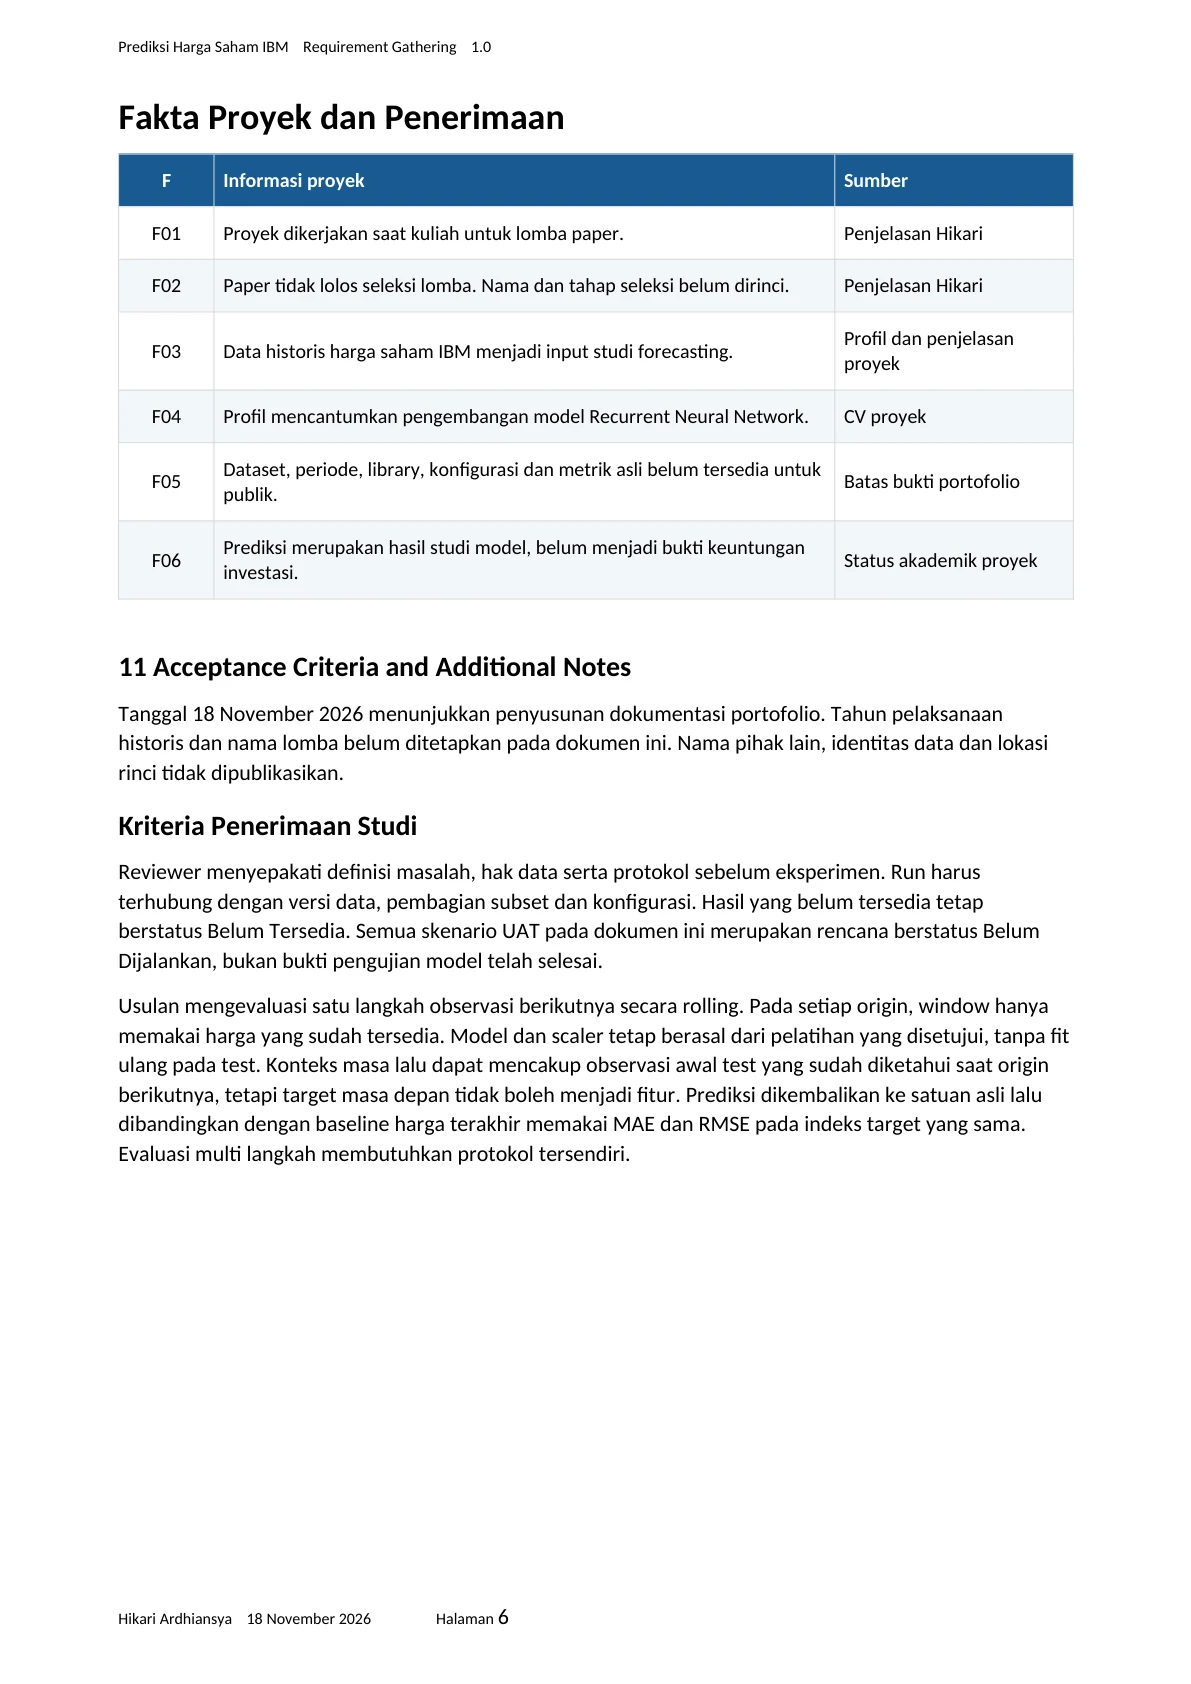 Prediksi Harga Saham IBM Requirement Gathering 1.0
Fakta Proyek dan Penerimaan
F Informasi proyek Sumber
F01 Proyek dikerjakan saat kuliah untuk lomba paper. Penjelasan Hikari
F02 Paper tidak lolos seleksi lomba. Nama dan tahap seleksi belum dirinci. Penjelasan Hikari
F03 Data historis harga saham IBM menjadi input studi forecasting. Profil dan penjelasan
proyek
F04 Profil mencantumkan pengembangan model Recurrent Neural Network. CV proyek
F05 Dataset, periode, library, konfigurasi dan metrik asli belum tersedia untuk
publik. Batas bukti portofolio
F06 Prediksi merupakan hasil studi model, belum menjadi bukti keuntungan
investasi. Status akademik proyek
11 Acceptance Criteria and Additional Notes
Tanggal 18 November 2026 menunjukkan penyusunan dokumentasi portofolio. Tahun pelaksanaan
historis dan nama lomba belum ditetapkan pada dokumen ini. Nama pihak lain, identitas data dan lokasi
rinci tidak dipublikasikan.
Kriteria Penerimaan Studi
Reviewer menyepakati definisi masalah, hak data serta protokol sebelum eksperimen. Run harus
terhubung dengan versi data, pembagian subset dan konfigurasi. Hasil yang belum tersedia tetap
berstatus Belum Tersedia. Semua skenario UAT pada dokumen ini merupakan rencana berstatus Belum
Dijalankan, bukan bukti pengujian model telah selesai.
Usulan mengevaluasi satu langkah observasi berikutnya secara rolling. Pada setiap origin, window hanya
memakai harga yang sudah tersedia. Model dan scaler tetap berasal dari pelatihan yang disetujui, tanpa fit
ulang pada test. Konteks masa lalu dapat mencakup observasi awal test yang sudah diketahui saat origin
berikutnya, tetapi target masa depan tidak boleh menjadi fitur. Prediksi dikembalikan ke satuan asli lalu
dibandingkan dengan baseline harga terakhir memakai MAE dan RMSE pada indeks target yang sama.
Evaluasi multi langkah membutuhkan protokol tersendiri.
Hikari Ardhiansya 18 November 2026 Halaman 6